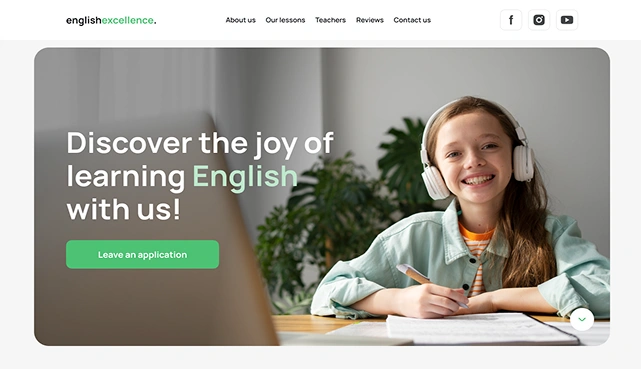 englishexcellence.
About us Our lessons Teachers Reviews Contact us
Discover the joy of
learning English
with us!
Leave an application